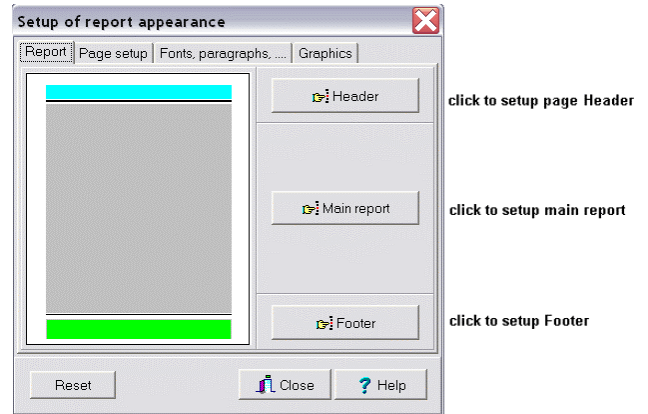 Setup of report appearance
Report Page setup Fonts, paragraphs, .... Graphics
Header click to setup page Header
Main report click to setup main report
Footer click to setup Footer
Reset Close ? Help